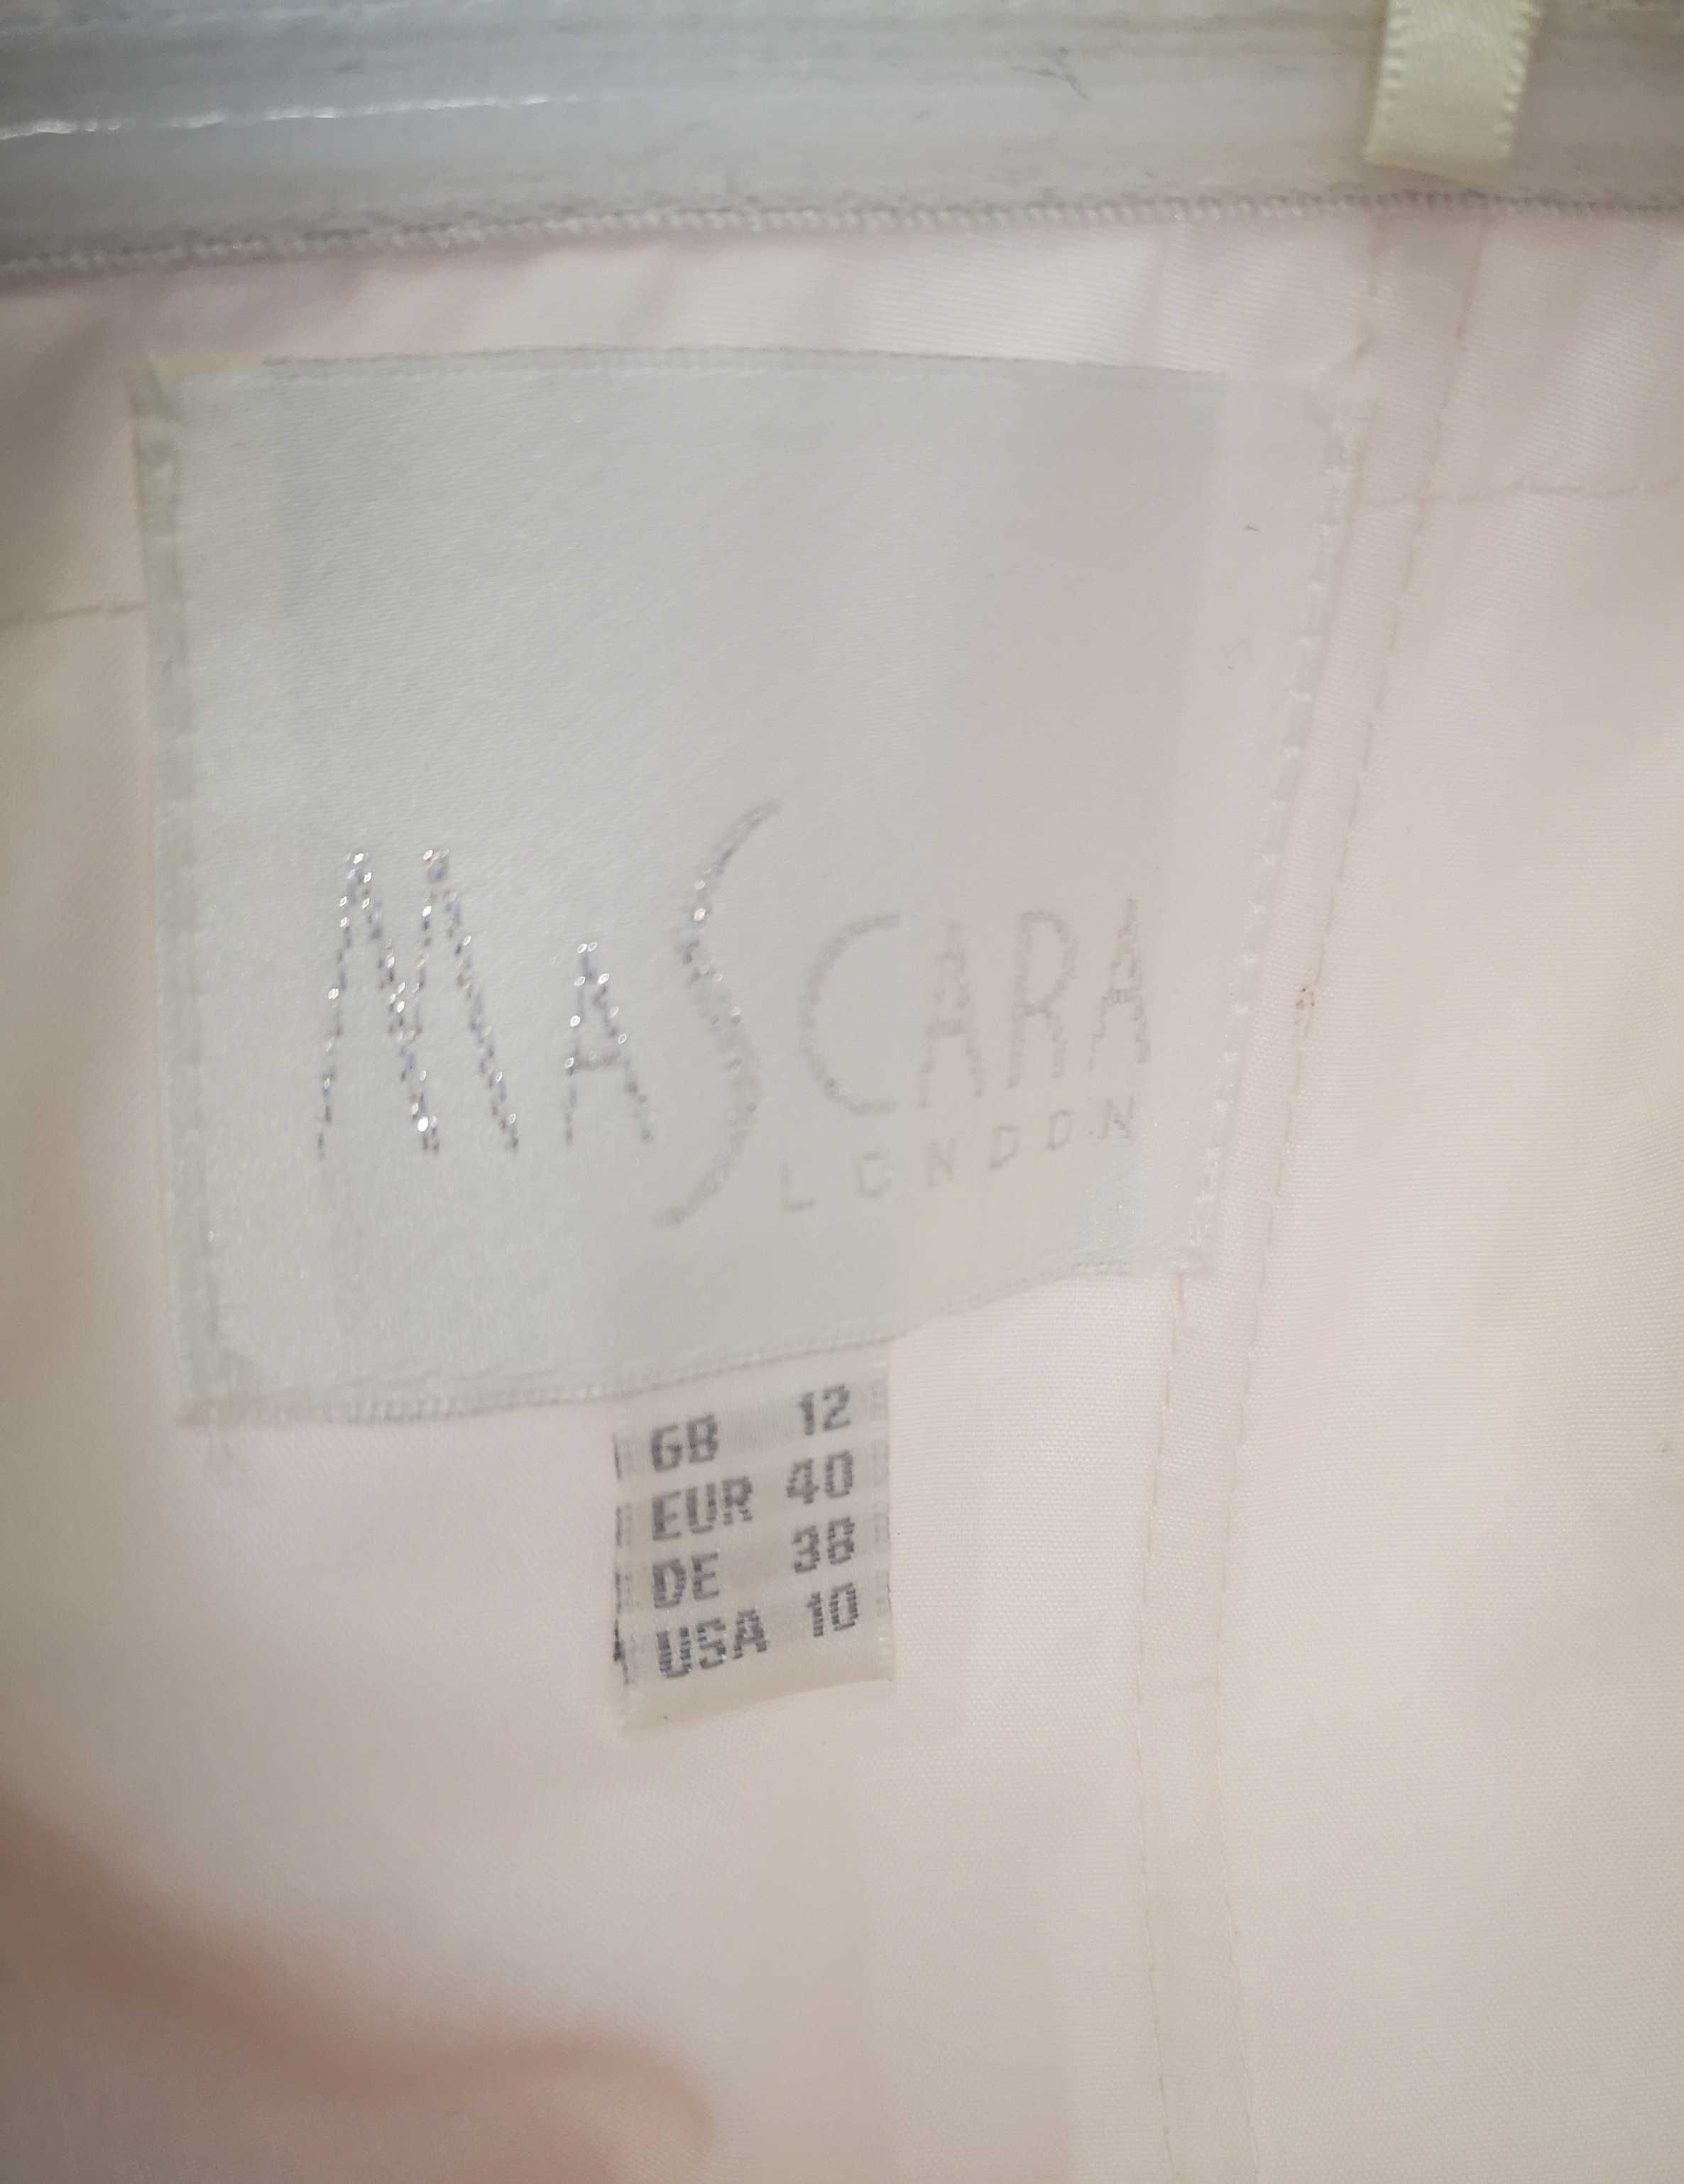 MASCARA
LONDON
GB 12
EUR 40
DE 38
USA 10